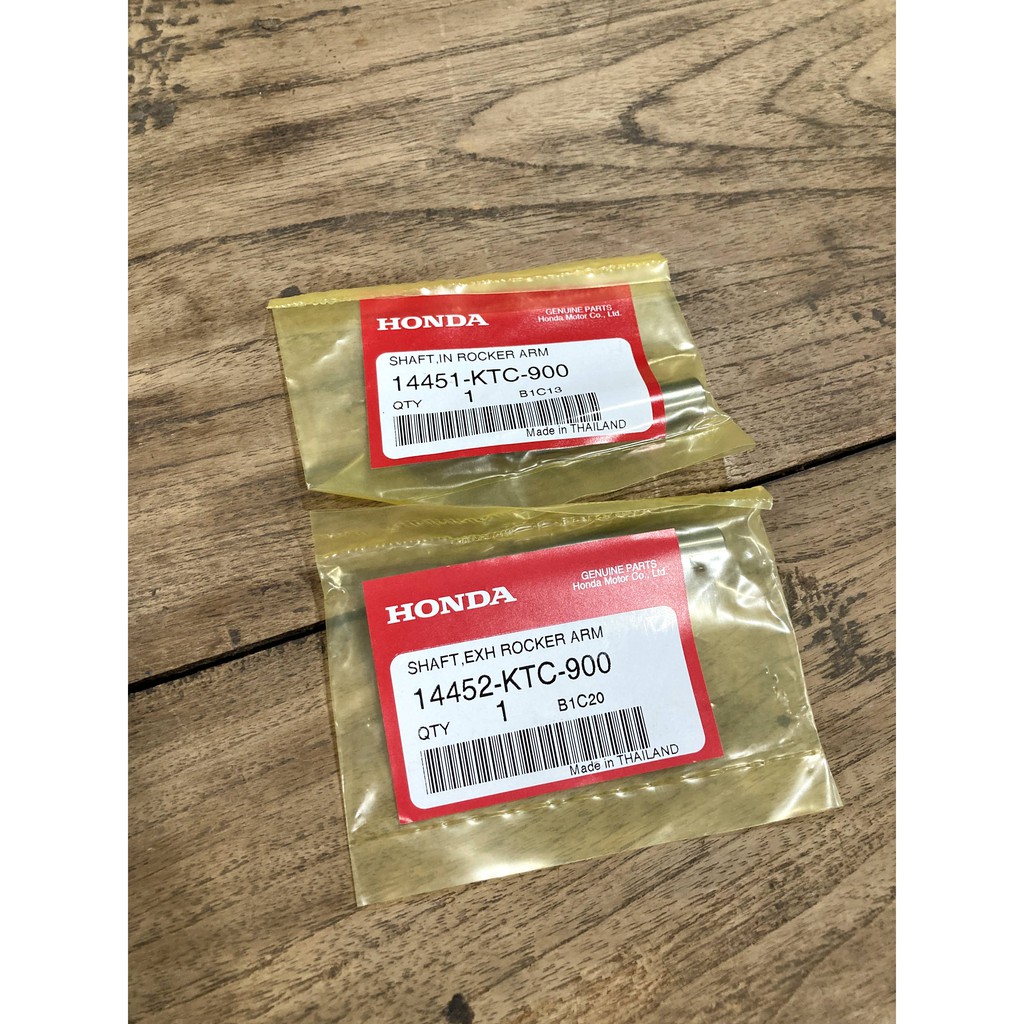 HONDA
GENUINE PARTS
Honda Motor Co., Ltd.
SHAFT,IN ROCKER ARM
14451-KTC-900
QTY 1 B1C13
Made in THAILAND
HONDA
GENUINE PARTS
Honda Motor Co., Ltd.
SHAFT,EXH ROCKER ARM
14452-KTC-900
QTY 1 B1C20
Made in THAILAND